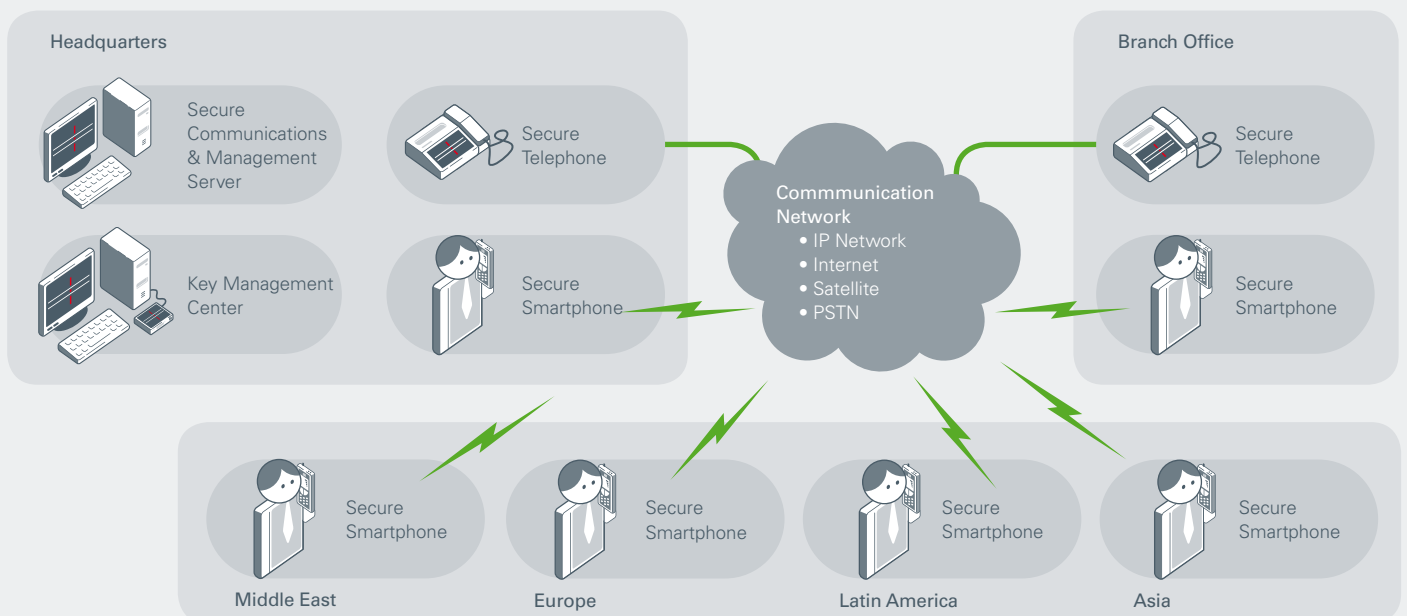 Headquarters
Secure
Communications
& Management
Server
Secure
Telephone
Key Management
Center
Secure
Smartphone
Commmunication
Network
• IP Network
• Internet
• Satellite
• PSTN
Branch Office
Secure
Telephone
Secure
Smartphone
Secure
Smartphone
Middle East
Secure
Smartphone
Europe
Secure
Smartphone
Latin America
Secure
Smartphone
Asia